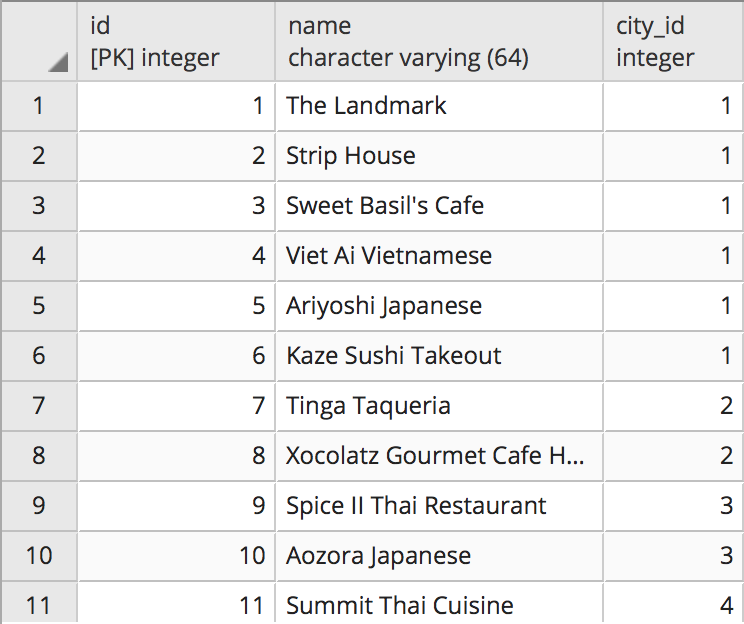 id name city_id
[PK] integer character varying (64) integer
1 1 The Landmark 1
2 2 Strip House 1
3 3 Sweet Basil's Cafe 1
4 4 Viet Ai Vietnamese 1
5 5 Ariyoshi Japanese 1
6 6 Kaze Sushi Takeout 1
7 7 Tinga Taqueria 2
8 8 Xocolatz Gourmet Cafe H... 2
9 9 Spice II Thai Restaurant 3
10 10 Aozora Japanese 3
11 11 Summit Thai Cuisine 4